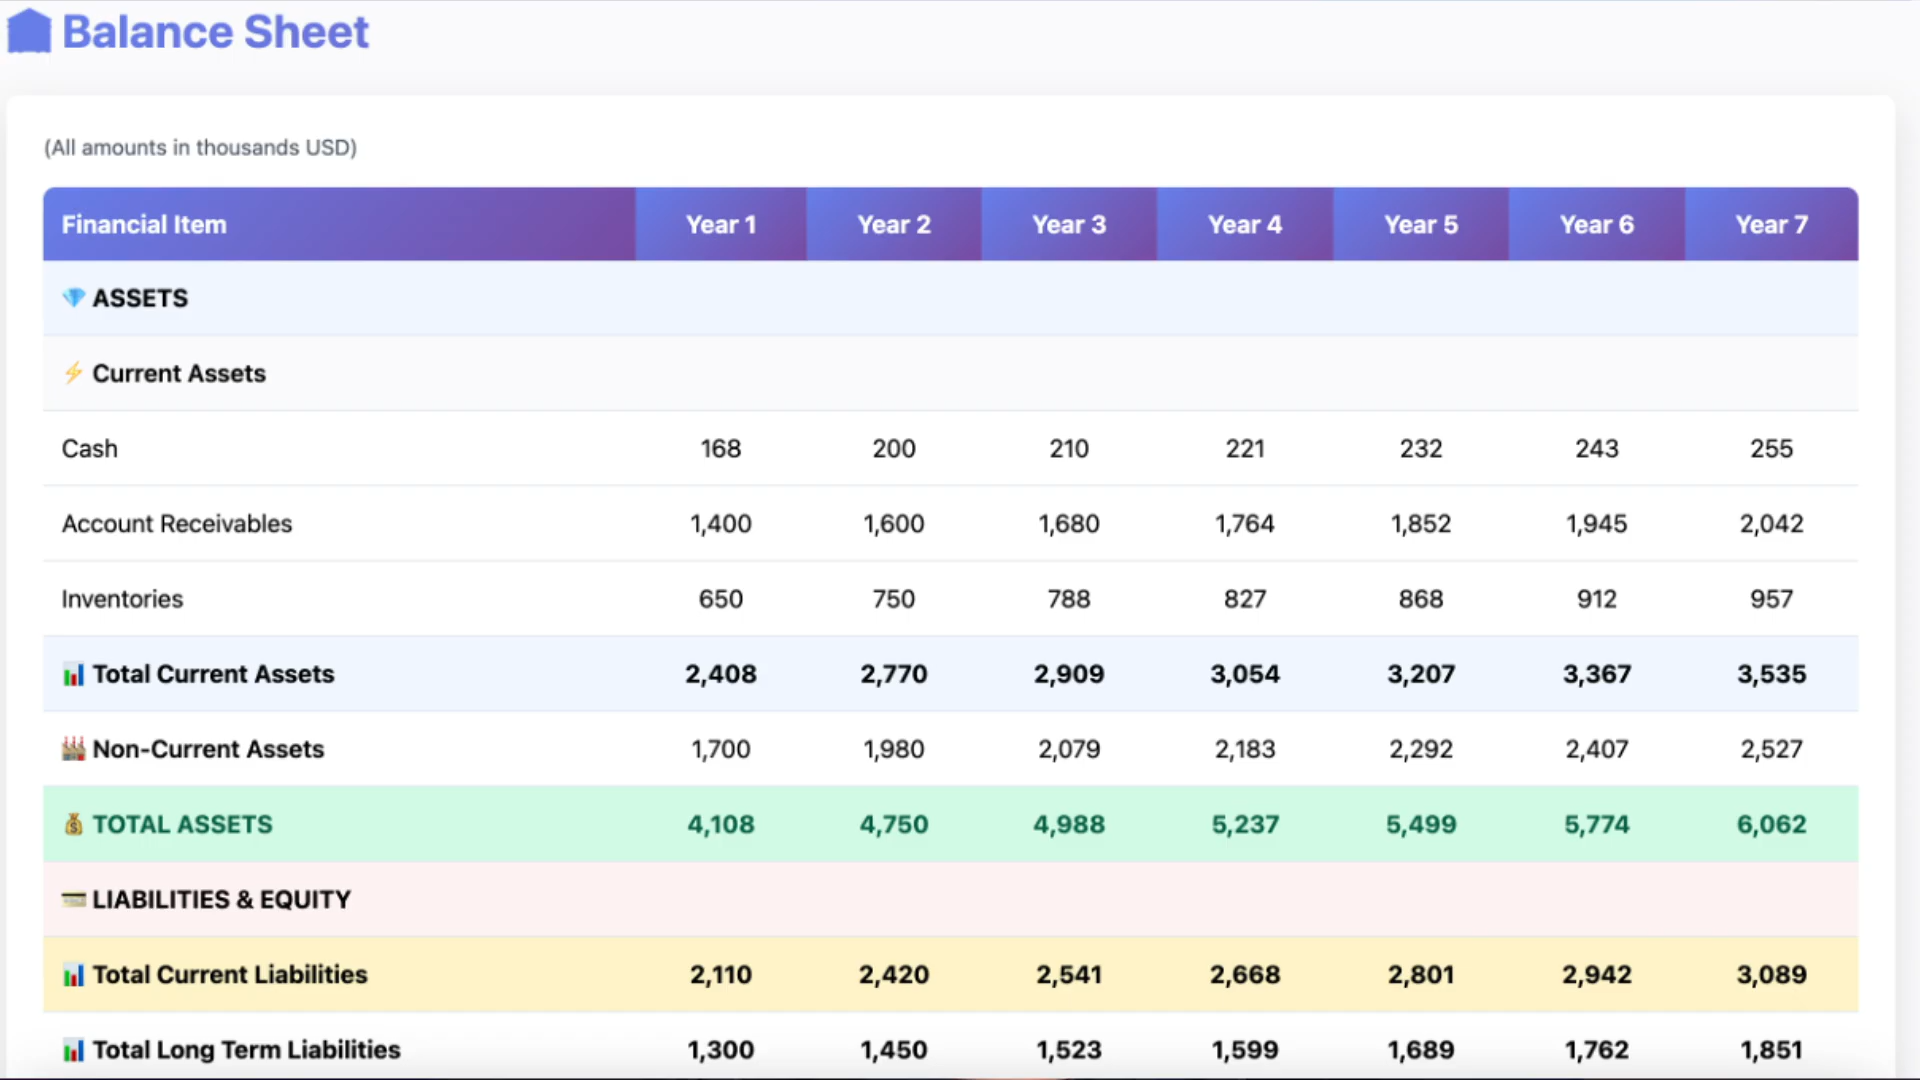 Balance Sheet
(All amounts in thousands USD)
Financial Item Year 1 Year 2 Year 3 Year 4 Year 5 Year 6 Year 7
ASSETS
Current Assets
Cash 168 200 210 221 232 243 255
Account Receivables 1,400 1,600 1,680 1,764 1,852 1,945 2,042
Inventories 650 750 788 827 868 912 957
Total Current Assets 2,408 2,770 2,909 3,054 3,207 3,367 3,535
Non-Current Assets 1,700 1,980 2,079 2,183 2,292 2,407 2,527
TOTAL ASSETS 4,108 4,750 4,988 5,237 5,499 5,774 6,062
LIABILITIES & EQUITY
Total Current Liabilities 2,110 2,420 2,541 2,668 2,801 2,942 3,089
Total Long Term Liabilities 1,300 1,450 1,523 1,599 1,689 1,762 1,851